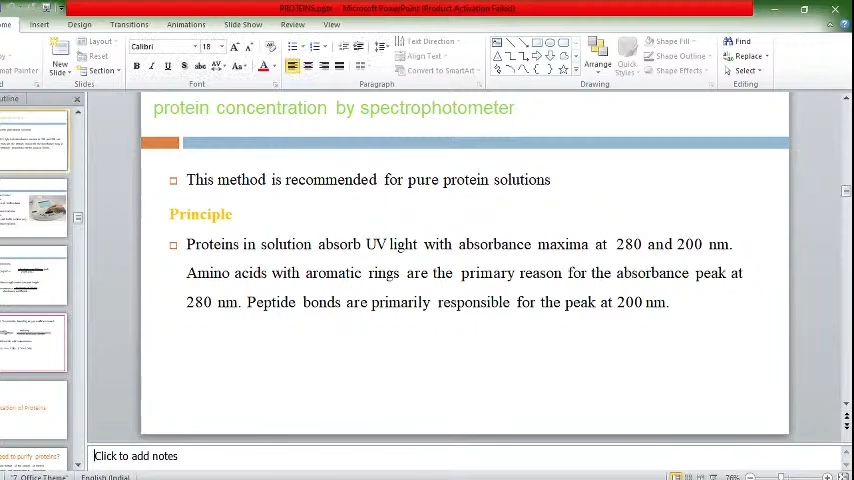 PROTEINS.pptx - Microsoft PowerPoint (Product Activation Failed)
Insert Design Transitions Animations Slide Show Review View
Layout
Reset
Section
New Slide
Slides
Calibri 18
B I U S abc AV Aa A
Font
Text Direction
Align Text
Convert to SmartArt
Paragraph
Arrange
Quick Styles
Shape Fill
Shape Outline
Shape Effects
Drawing
Find
Replace
Select
Editing
protein concentration by spectrophotometer
This method is recommended for pure protein solutions
Principle
Proteins in solution absorb UV light with absorbance maxima at 280 and 200 nm.
Amino acids with aromatic rings are the primary reason for the absorbance peak at
280 nm. Peptide bonds are primarily responsible for the peak at 200 nm.
Click to add notes
"7_Office Theme" English (India) 76%